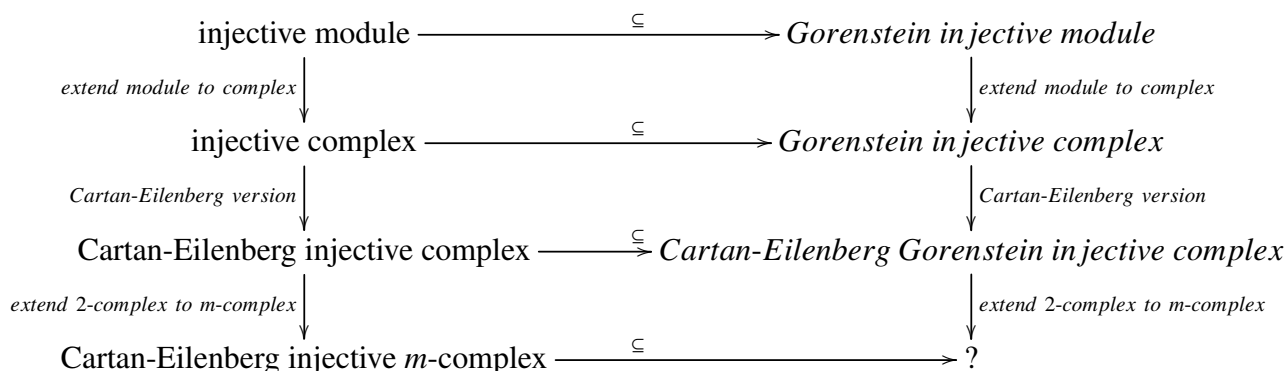 injective module ⊆ Gorenstein injective module
extend module to complex extend module to complex
injective complex ⊆ Gorenstein injective complex
Cartan-Eilenberg version Cartan-Eilenberg version
Cartan-Eilenberg injective complex ⊆ Cartan-Eilenberg Gorenstein injective complex
extend 2-complex to m-complex extend 2-complex to m-complex
Cartan-Eilenberg injective m-complex ⊆ ?